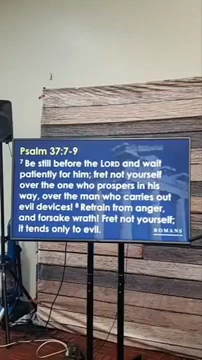 Psalm 37:7-9
7 Be still before the LORD and wait
patiently for him; fret not yourself
over the one who prospers in his
way, over the man who carries out
evil devices! 8 Refrain from anger,
and forsake wrath! Fret not yourself;
it tends only to evil.
ROMANS